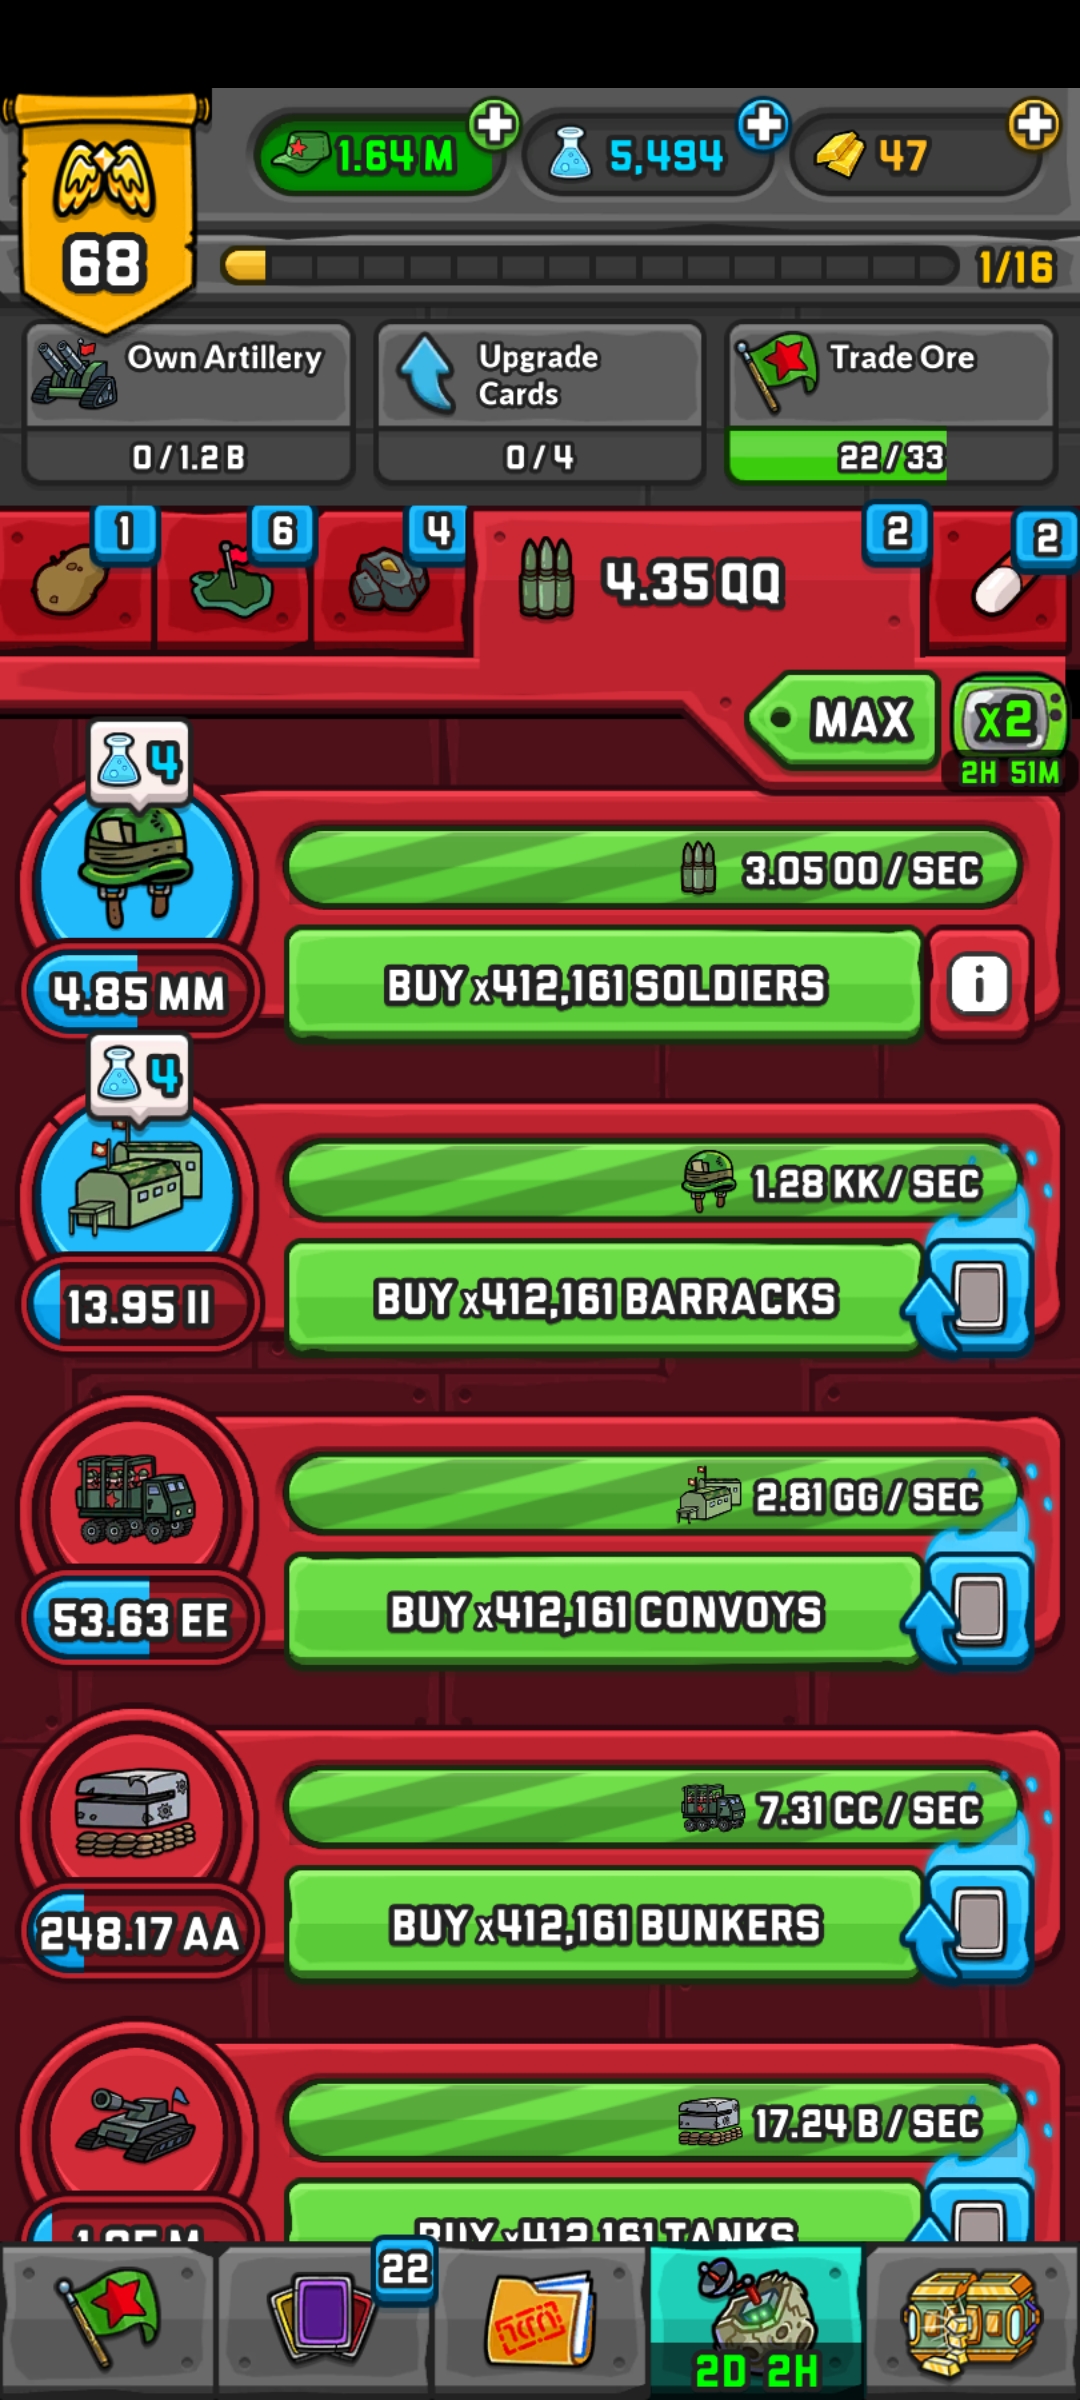 1.64 M
5,494
47
68
1/16
Own Artillery
Upgrade
Cards
Trade Ore
0 / 1.2 B
0 / 4
22 / 33
1
6
4
4.35 QQ
2
2
MAX
x2
2H 51M
4
3.05 OO / SEC
4.85 MM
BUY x412,161 SOLDIERS
i
4
1.28 KK / SEC
13.95 II
BUY x412,161 BARRACKS
2.81 GG / SEC
53.63 EE
BUY x412,161 CONVOYS
7.31 CC / SEC
248.17 AA
BUY x412,161 BUNKERS
17.24 B / SEC
BUY x412,161 TANKS
22
2D 2H